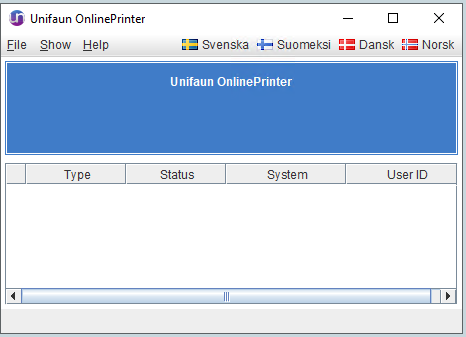 Unifaun OnlinePrinter
File Show Help Svenska Suomeksi Dansk Norsk
Unifaun OnlinePrinter
Type Status System User ID